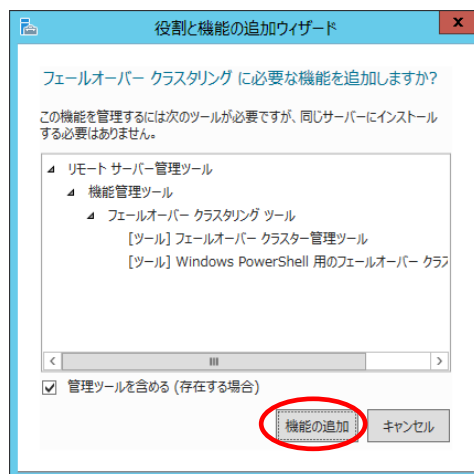 役割と機能の追加ウィザード
x
フェールオーバー クラスタリング に必要な機能を追加しますか?
この機能を管理するには次のツールが必要ですが、同じサーバーにインストール
する必要はありません。
リモート サーバー管理ツール
機能管理ツール
フェールオーバー クラスタリング ツール
[ツール] フェールオーバー クラスター管理ツール
[ツール] Windows PowerShell 用のフェールオーバー クラス
管理ツールを含める (存在する場合)
機能の追加
キャンセル